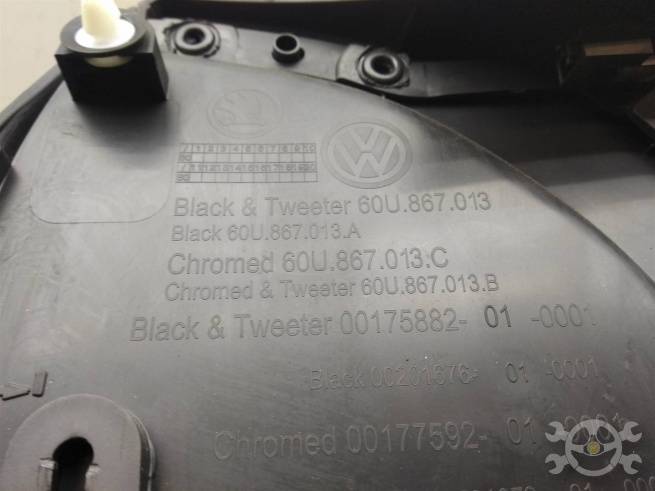 Black & Tweeter 60U.867.013
Black 60U.867.013.A
Chromed 60U.867.013.C
Chromed & Tweeter 60U.867.013.B
Black & Tweeter 00175882- 01 -0001
Black 00201676- 01 -0001
Chromed 00177592- 01 -0001